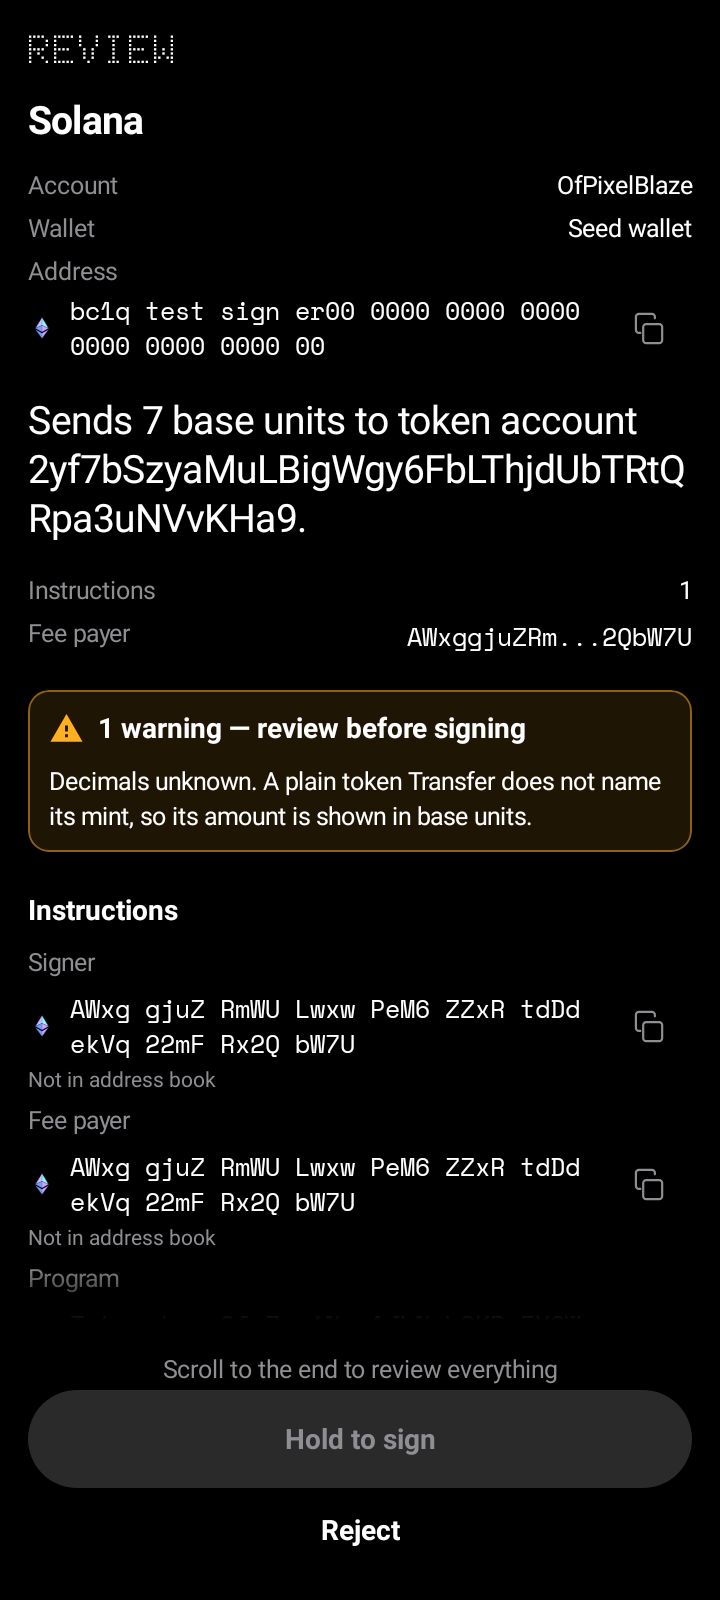 REVIEW
Solana
Account OfPixelBlaze
Wallet Seed wallet
Address
bc1q test sign er00 0000 0000 0000
0000 0000 0000 00
Sends 7 base units to token account
2yf7bSzyaMuLBigWgy6FbLThjdUbTRtQ
Rpa3uNVvKHa9.
Instructions 1
Fee payer AWxggjuZRm...2QbW7U
1 warning — review before signing
Decimals unknown. A plain token Transfer does not name
its mint, so its amount is shown in base units.
Instructions
Signer
AWxg gjuZ RmWU Lwxw PeM6 ZZxR tdDd
ekVq 22mF Rx2Q bW7U
Not in address book
Fee payer
AWxg gjuZ RmWU Lwxw PeM6 ZZxR tdDd
ekVq 22mF Rx2Q bW7U
Not in address book
Program
Scroll to the end to review everything
Hold to sign
Reject